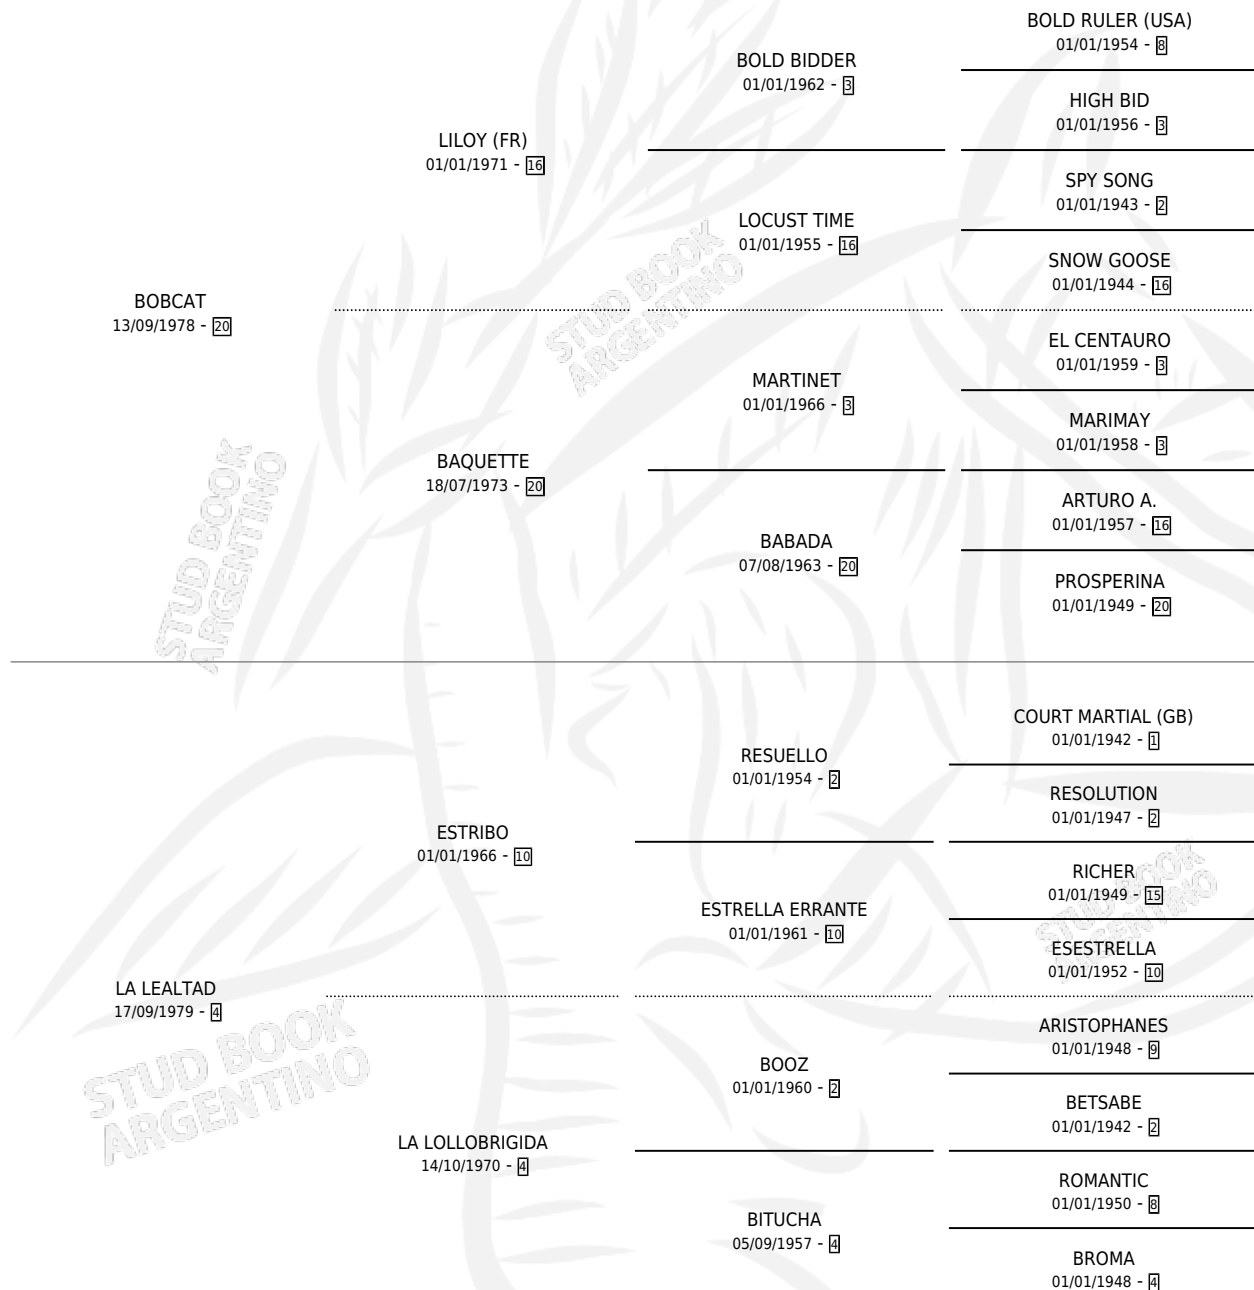 BOLD RULER (USA)
01/01/1954 - 8
BOLD BIDDER
01/01/1962 - 3
HIGH BID
01/01/1956 - 3
LILOY (FR)
01/01/1971 - 16
SPY SONG
01/01/1943 - 2
LOCUST TIME
01/01/1955 - 16
SNOW GOOSE
01/01/1944 - 16
BOBCAT
13/09/1978 - 20
STUD BOOK
ARGENTINO
EL CENTAURO
01/01/1959 - 3
MARTINET
01/01/1966 - 3
MARIMAY
01/01/1958 - 3
BAQUETTE
18/07/1973 - 20
ARTURO A.
01/01/1957 - 16
BABADA
07/08/1963 - 20
PROSPERINA
01/01/1949 - 20
STUD BOOK
ARGENTINO
COURT MARTIAL (GB)
01/01/1942 - 1
RESUELLO
01/01/1954 - 2
RESOLUTION
01/01/1947 - 2
ESTRIBO
01/01/1966 - 10
RICHER
01/01/1949 - 15
ESTRELLA ERRANTE
01/01/1961 - 10
STUD BOOK
ARGENTINO
ESESTRELLA
01/01/1952 - 10
LA LEALTAD
17/09/1979 - 4
STUD BOOK
ARGENTINO
ARISTOPHANES
01/01/1948 - 9
BOOZ
01/01/1960 - 2
BETSABE
01/01/1942 - 2
LA LOLLOBRIGIDA
14/10/1970 - 4
ROMANTIC
01/01/1950 - 8
BITUCHA
05/09/1957 - 4
BROMA
01/01/1948 - 4